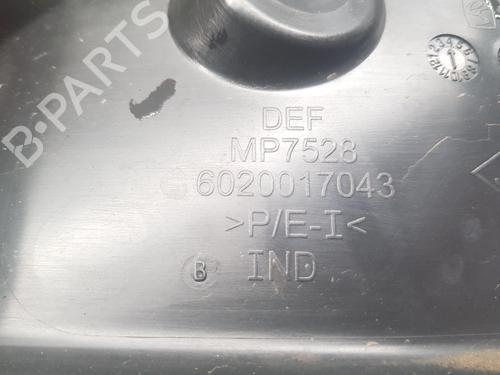 B-PARTS
DEF
MP7528
6020017043
>P/E-I<
B IND